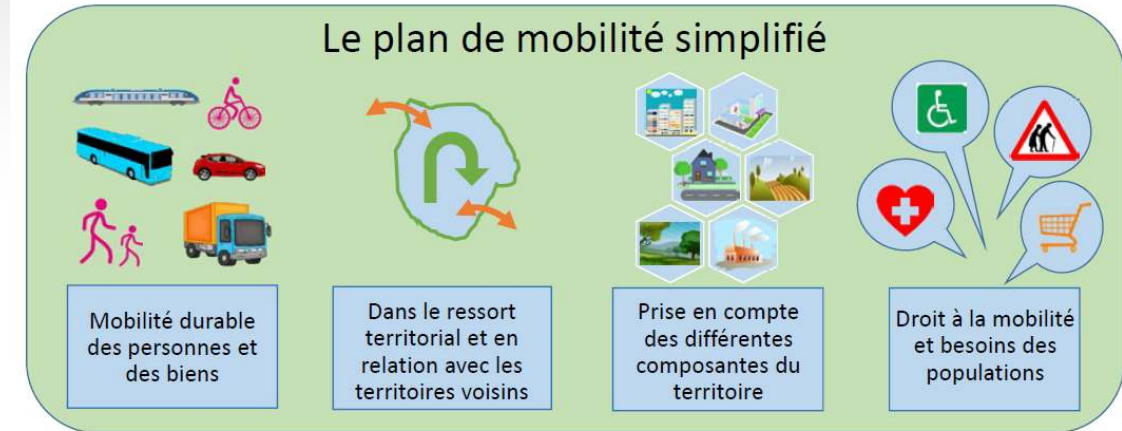 Le plan de mobilité simplifié
Mobilité durable
des personnes et
des biens
Dans le ressort
territorial et en
relation avec les
territoires voisins
Prise en compte
des différentes
composantes du
territoire
Droit à la mobilité
et besoins des
populations